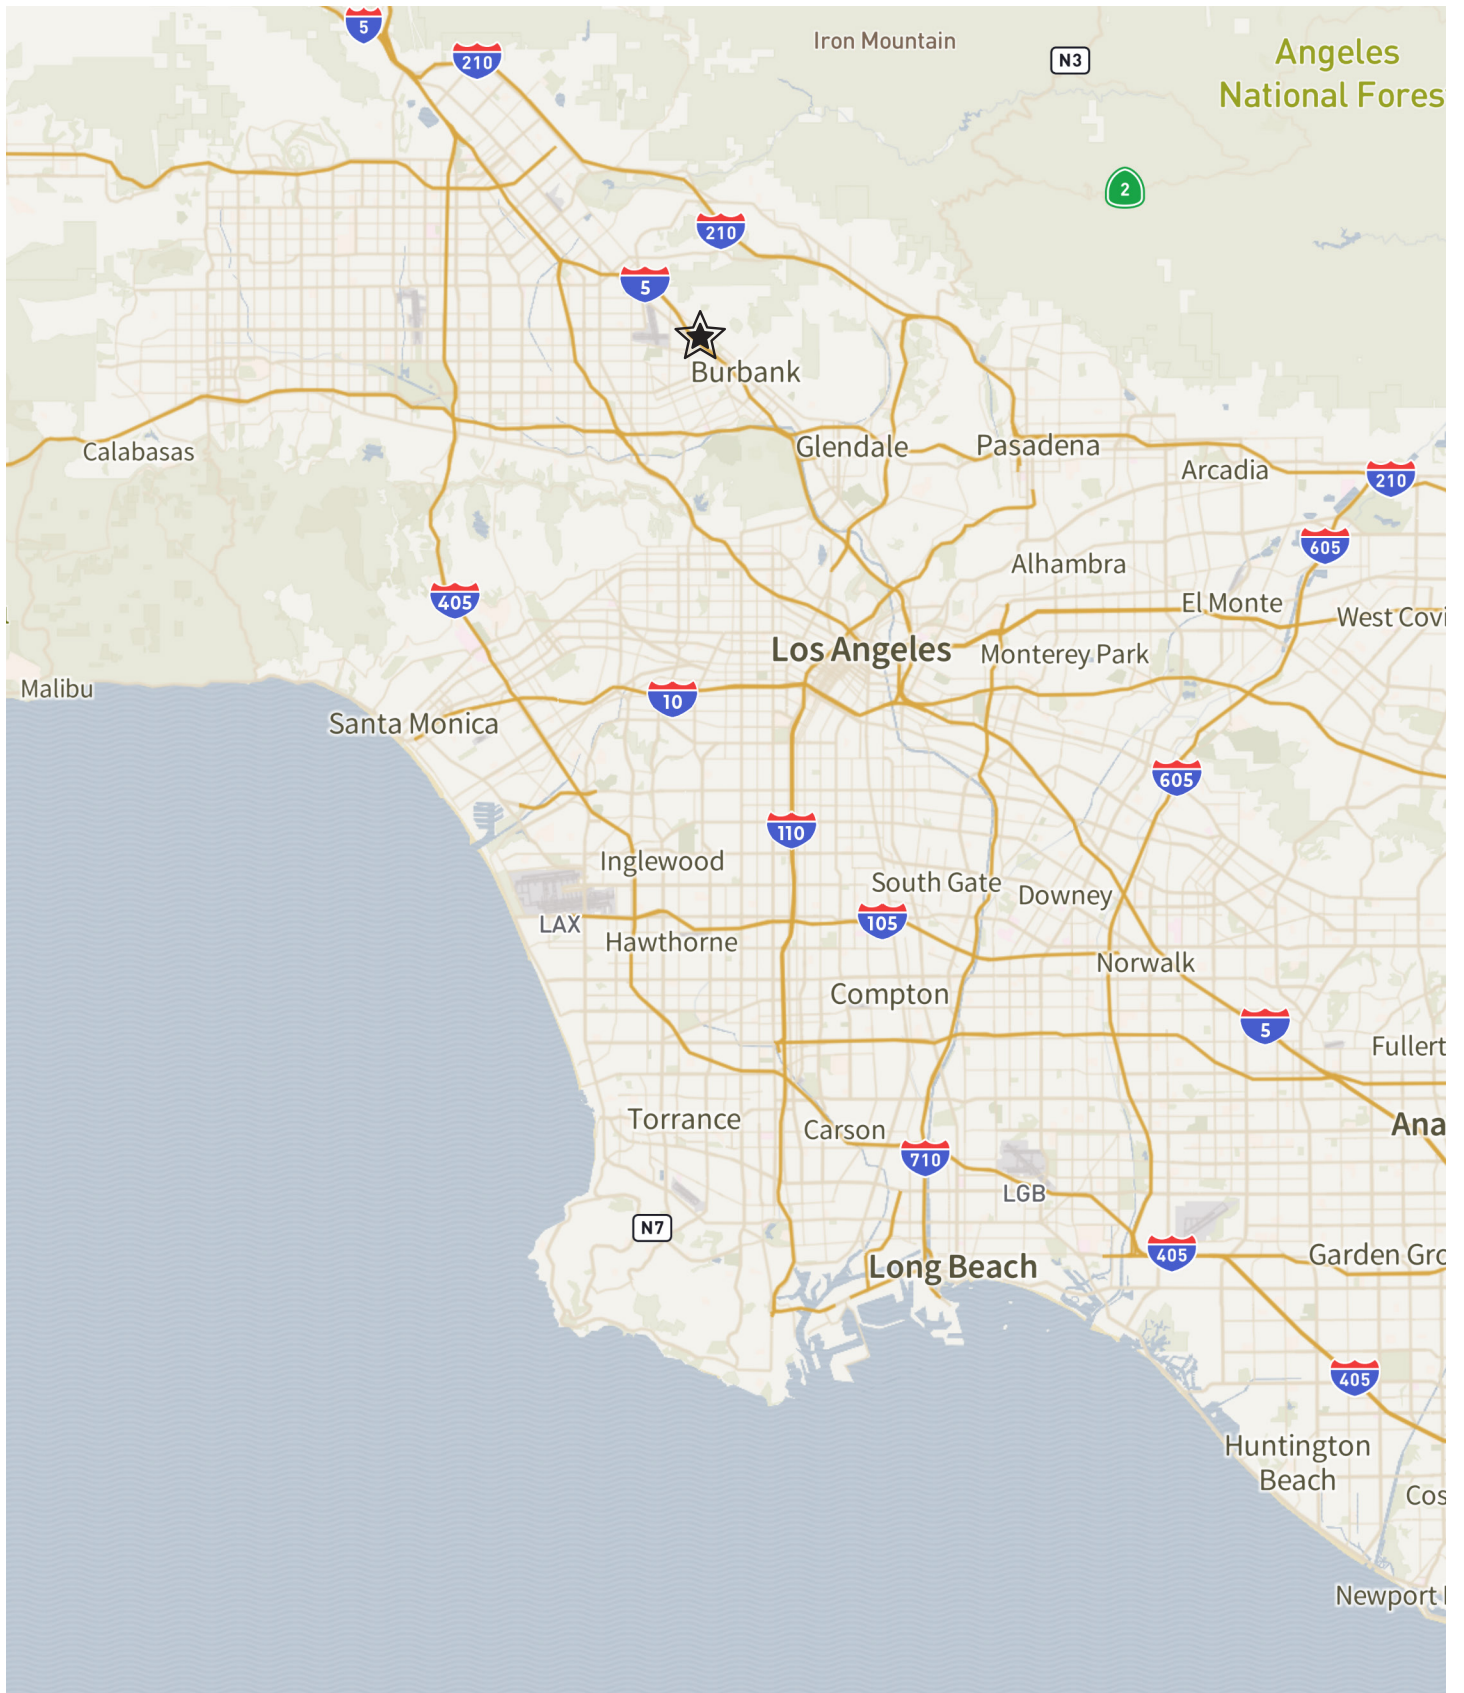 5
210
Iron Mountain
N3
Angeles
National Fores
2
210
5
Burbank
Calabasas
Glendale
Pasadena
Arcadia
210
605
Alhambra
405
El Monte
West Covi
Los Angeles
Monterey Park
Malibu
10
Santa Monica
605
110
Inglewood
South Gate
Downey
LAX
105
Hawthorne
Norwalk
Compton
5
Fullert
Torrance
Carson
Ana
710
LGB
N7
405
Garden Gro
Long Beach
405
Huntington
Beach
Cos
Newport